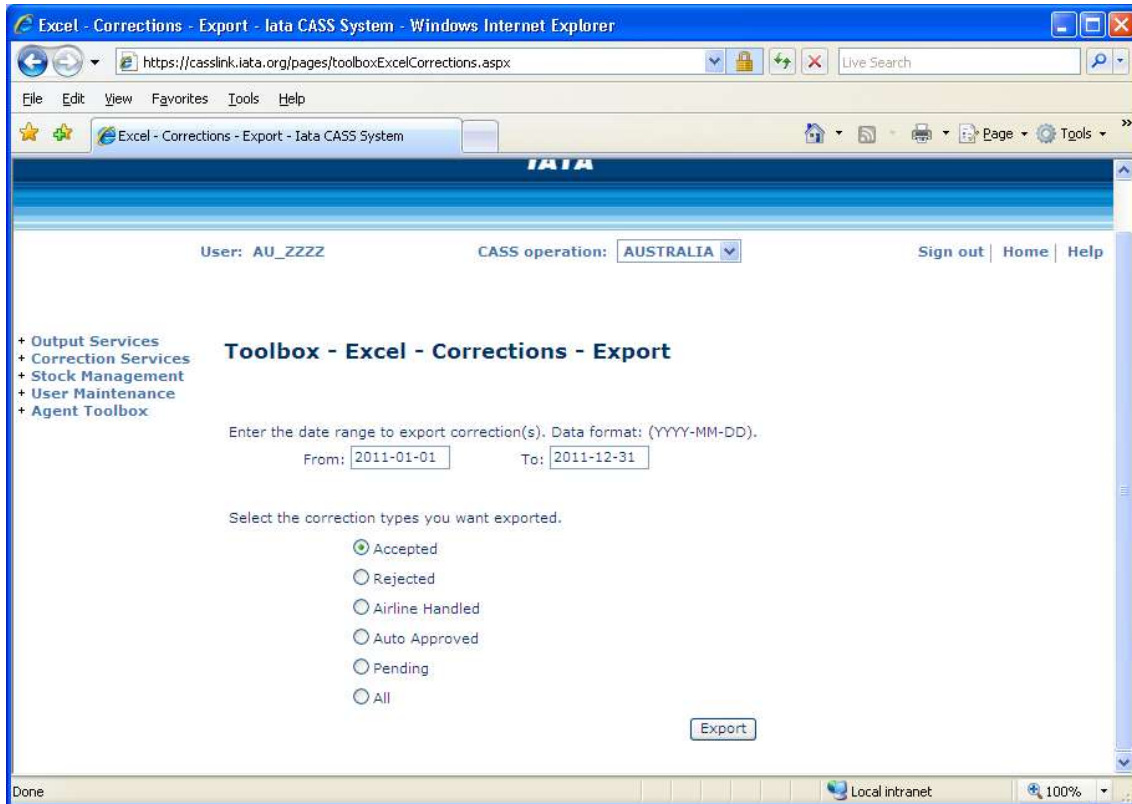 Excel - Corrections - Export - Iata CASS System - Windows Internet Explorer
https://casslink.iata.org/pages/toolboxExcelCorrections.aspx
Live Search
File Edit View Favorites Tools Help
Excel - Corrections - Export - Iata CASS System
Page Tools »
IATA
User: AU_ZZZZ CASS operation: AUSTRALIA Sign out | Home | Help
+ Output Services
+ Correction Services
+ Stock Management
+ User Maintenance
+ Agent Toolbox
Toolbox - Excel - Corrections - Export
Enter the date range to export correction(s). Data format: (YYYY-MM-DD).
From: 2011-01-01 To: 2011-12-31
Select the correction types you want exported.
Accepted
Rejected
Airline Handled
Auto Approved
Pending
All
Export
Done Local intranet 100%